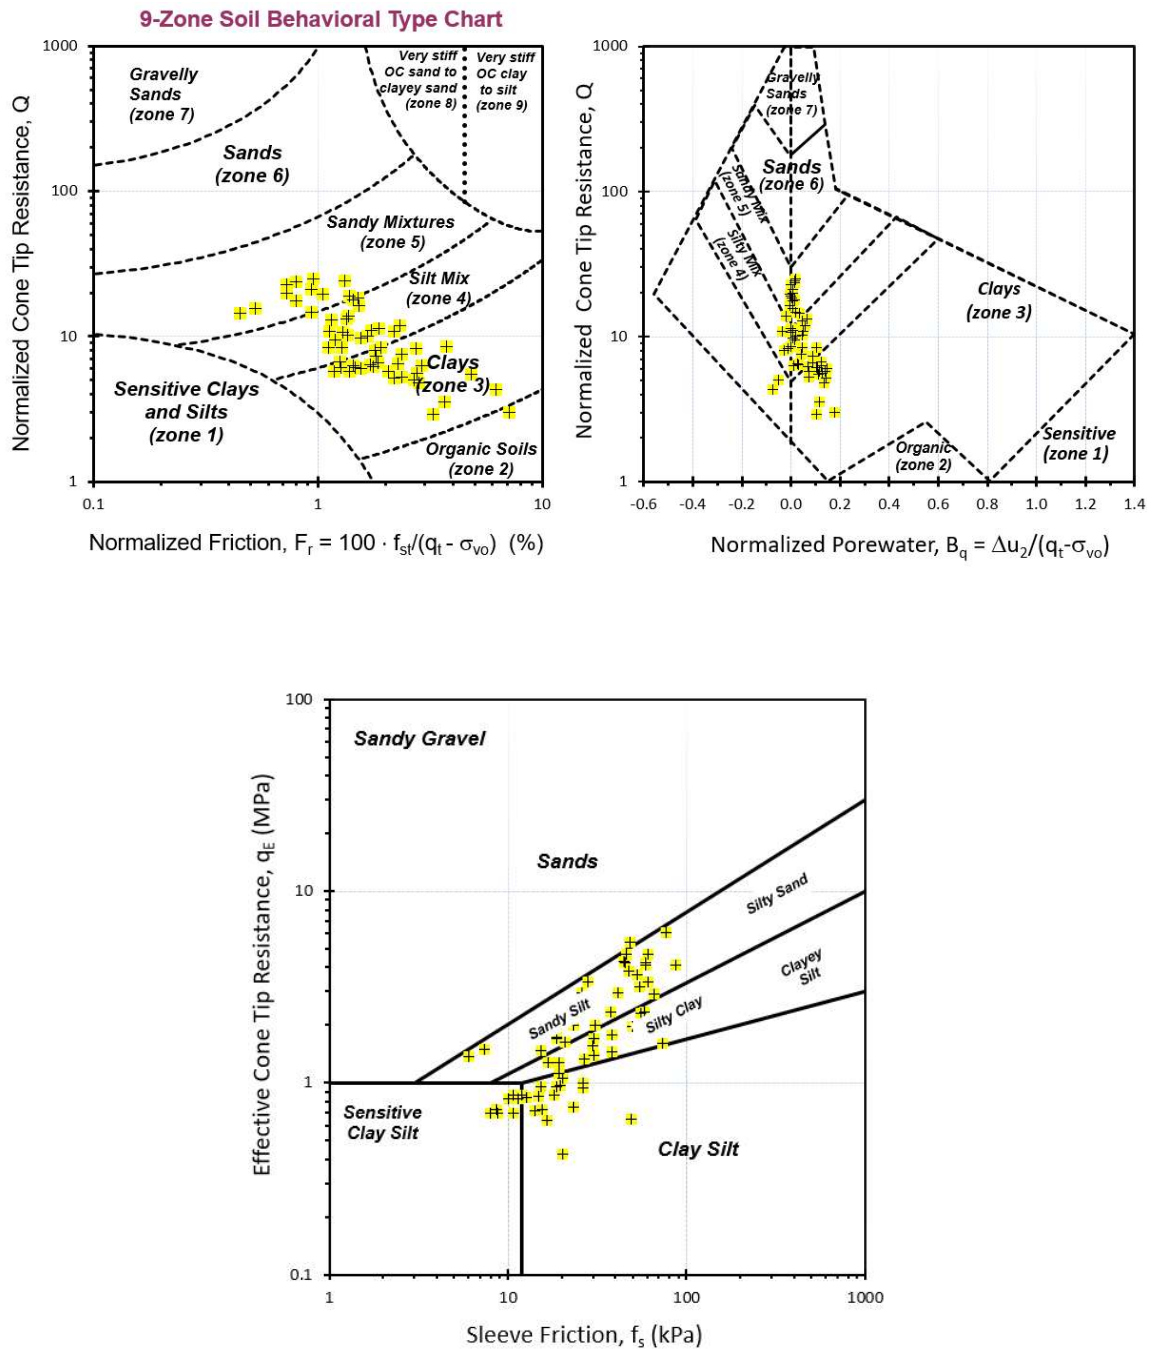 9-Zone Soil Behavioral Type Chart
Normalized Cone Tip Resistance, Q
1000
100
10
1
0.1
1
10
Gravelly
Sands
(zone 7)
Sands
(zone 6)
Very stiff
OC sand to
clayey sand
(zone 8)
Very stiff
OC clay
to silt
(zone 9)
Sandy Mixtures
(zone 5)
Silt Mix
(zone 4)
Clays
(zone 3)
Sensitive Clays
and Silts
(zone 1)
Organic Soils
(zone 2)
Normalized Friction, Fr = 100 · fst/(qt - σvo) (%)
Normalized Cone Tip Resistance, Q
1000
100
10
1
-0.6
-0.4
-0.2
0.0
0.2
0.4
0.6
0.8
1.0
1.2
1.4
Gravelly
Sands
(zone 7)
Sands
(zone 6)
Sandy Mix
(zone 5)
Silty Mix
(zone 4)
Clays
(zone 3)
Organic
(zone 2)
Sensitive
(zone 1)
Normalized Porewater, Bq = Δu2/(qt-σvo)
Effective Cone Tip Resistance, qE (MPa)
100
10
1
0.1
1
10
100
1000
Sandy Gravel
Sands
Silty Sand
Clayey
Silt
Sandy Silt
Silty Clay
Sensitive
Clay Silt
Clay Silt
Sleeve Friction, fs (kPa)